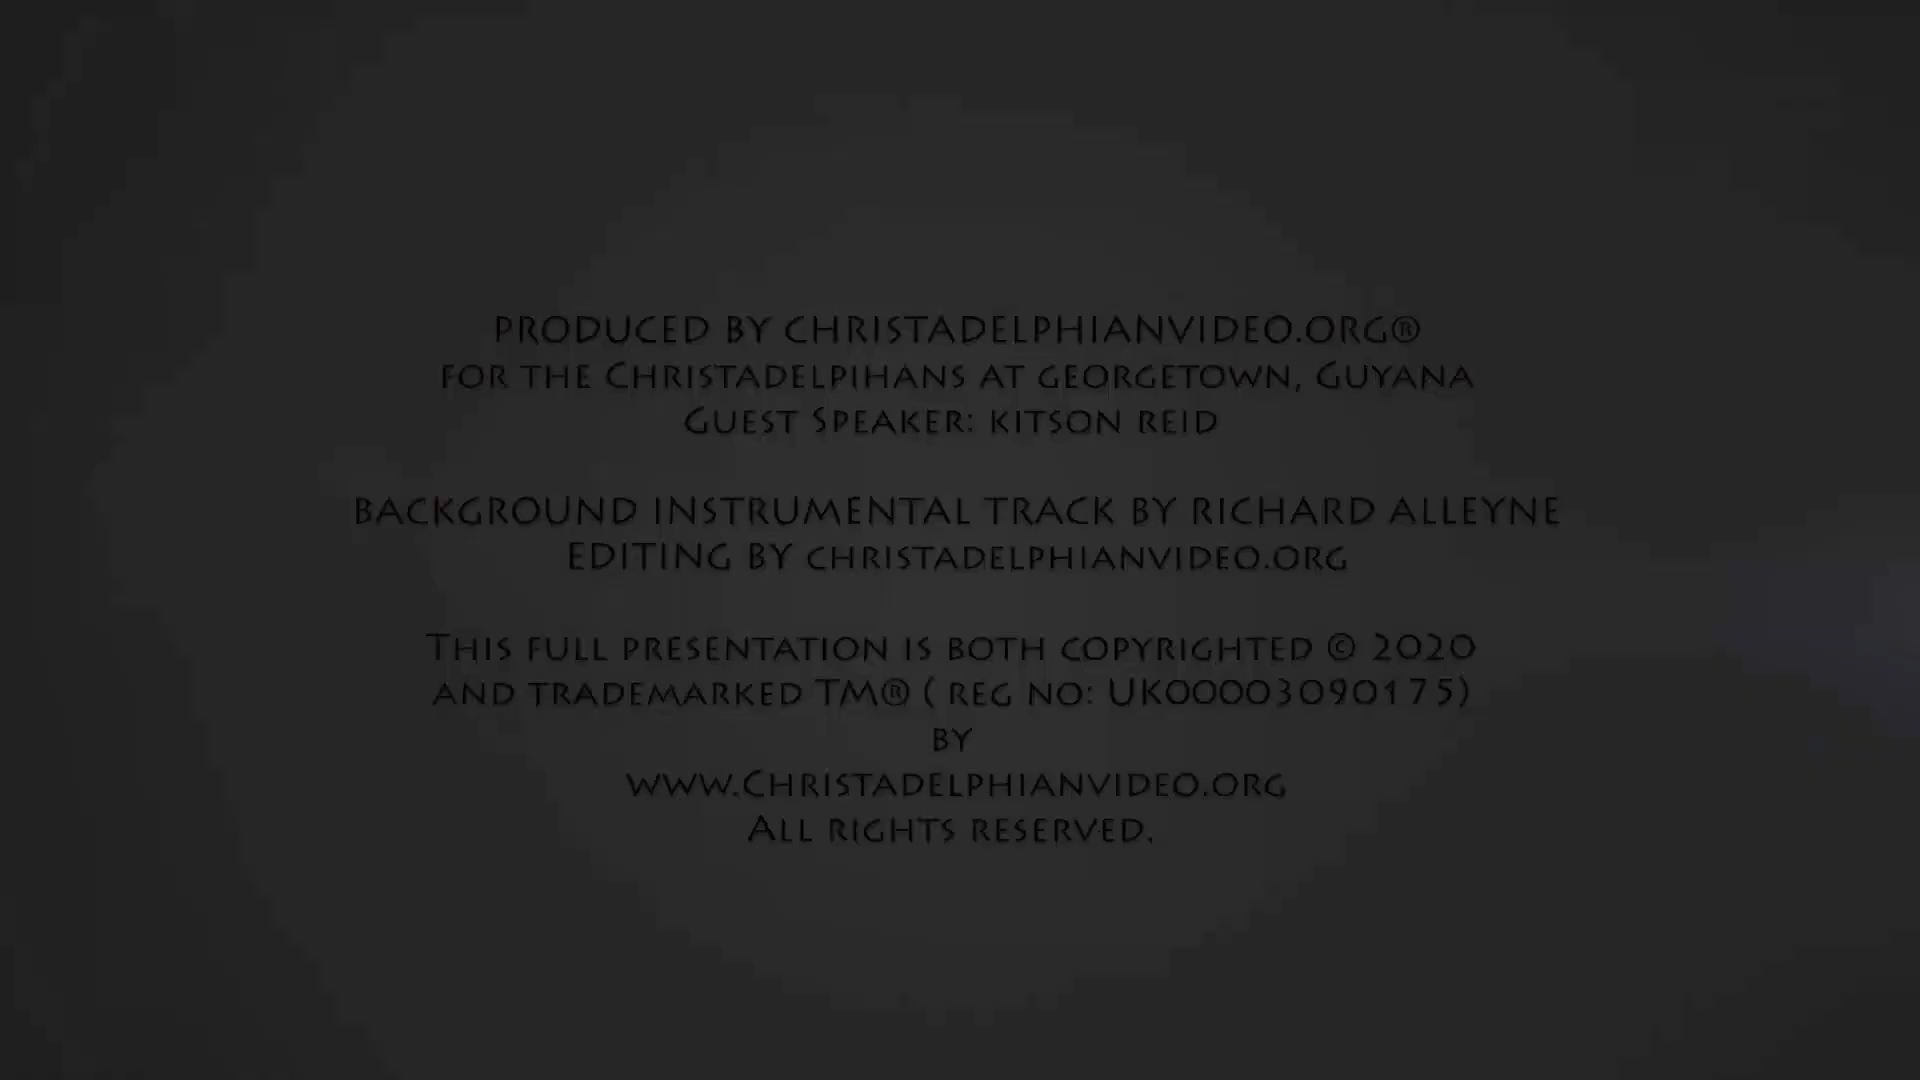 PRODUCED BY CHRISTADELPHIANVIDEO.ORG®
FOR THE CHRISTADELPIHANS AT GEORGETOWN, GUYANA
GUEST SPEAKER: KITSON REID
BACKGROUND INSTRUMENTAL TRACK BY RICHARD ALLEYNE
EDITING BY CHRISTADELPHIANVIDEO.ORG
THIS FULL PRESENTATION IS BOTH COPYRIGHTED © 2020
AND TRADEMARKED TM® ( REG NO: UK00003090175)
BY
WWW.CHRISTADELPHIANVIDEO.ORG
ALL RIGHTS RESERVED.